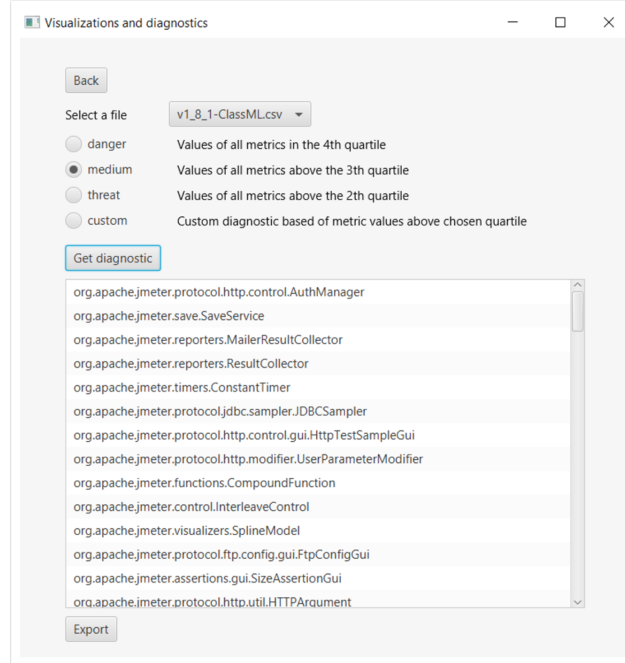 Visualizations and diagnostics
Back
Select a file v1_8_1-ClassML.csv
danger Values of all metrics in the 4th quartile
medium Values of all metrics above the 3th quartile
threat Values of all metrics above the 2th quartile
custom Custom diagnostic based of metric values above chosen quartile
Get diagnostic
org.apache.jmeter.protocol.http.control.AuthManager
org.apache.jmeter.save.SaveService
org.apache.jmeter.reporters.MailerResultCollector
org.apache.jmeter.reporters.ResultCollector
org.apache.jmeter.timers.ConstantTimer
org.apache.jmeter.protocol.jdbc.sampler.JDBCSampler
org.apache.jmeter.protocol.http.control.gui.HttpTestSampleGui
org.apache.jmeter.protocol.http.modifier.UserParameterModifier
org.apache.jmeter.functions.CompoundFunction
org.apache.jmeter.control.InterleaveControl
org.apache.jmeter.visualizers.SplineModel
org.apache.jmeter.protocol.ftp.config.gui.FtpConfigGui
org.apache.jmeter.assertions.gui.SizeAssertionGui
org.apache.jmeter.protocol.http.util.HTTPArgument
Export